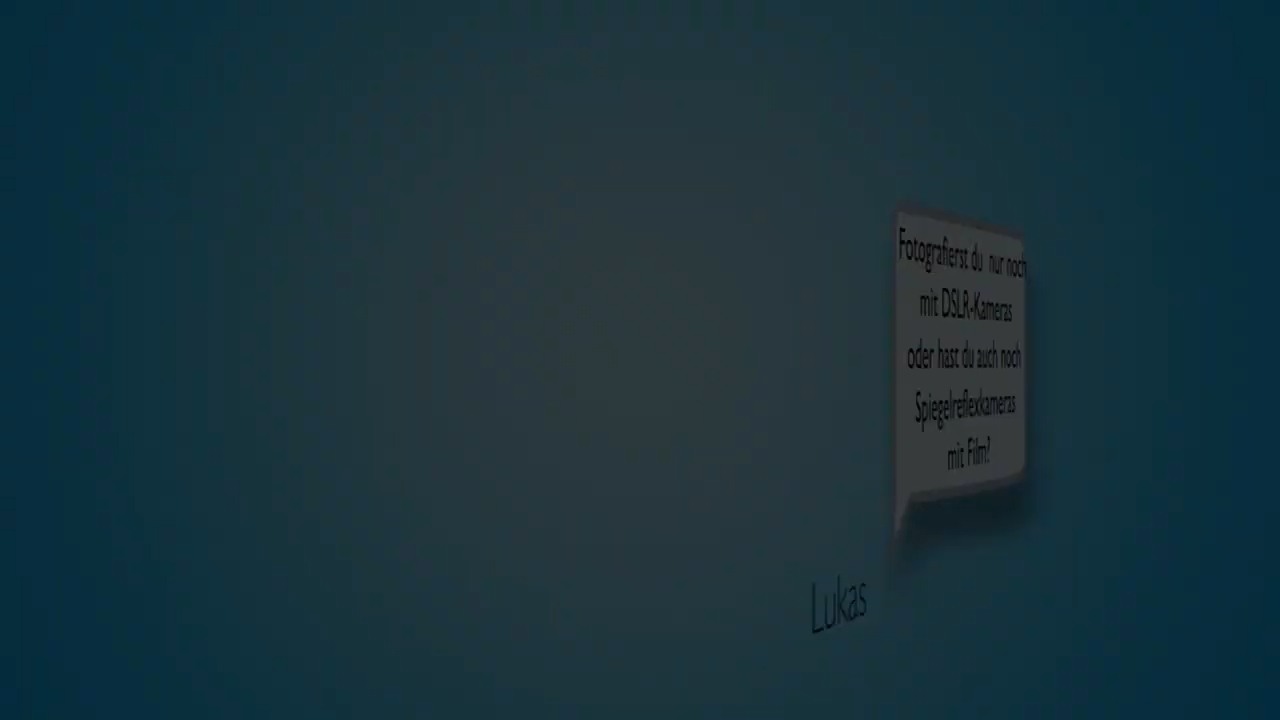 Fotografierst du nur noch
mit DSLR-Kameras
oder hast du auch noch
Spiegelreflexkameras
mit Film?
Lukas